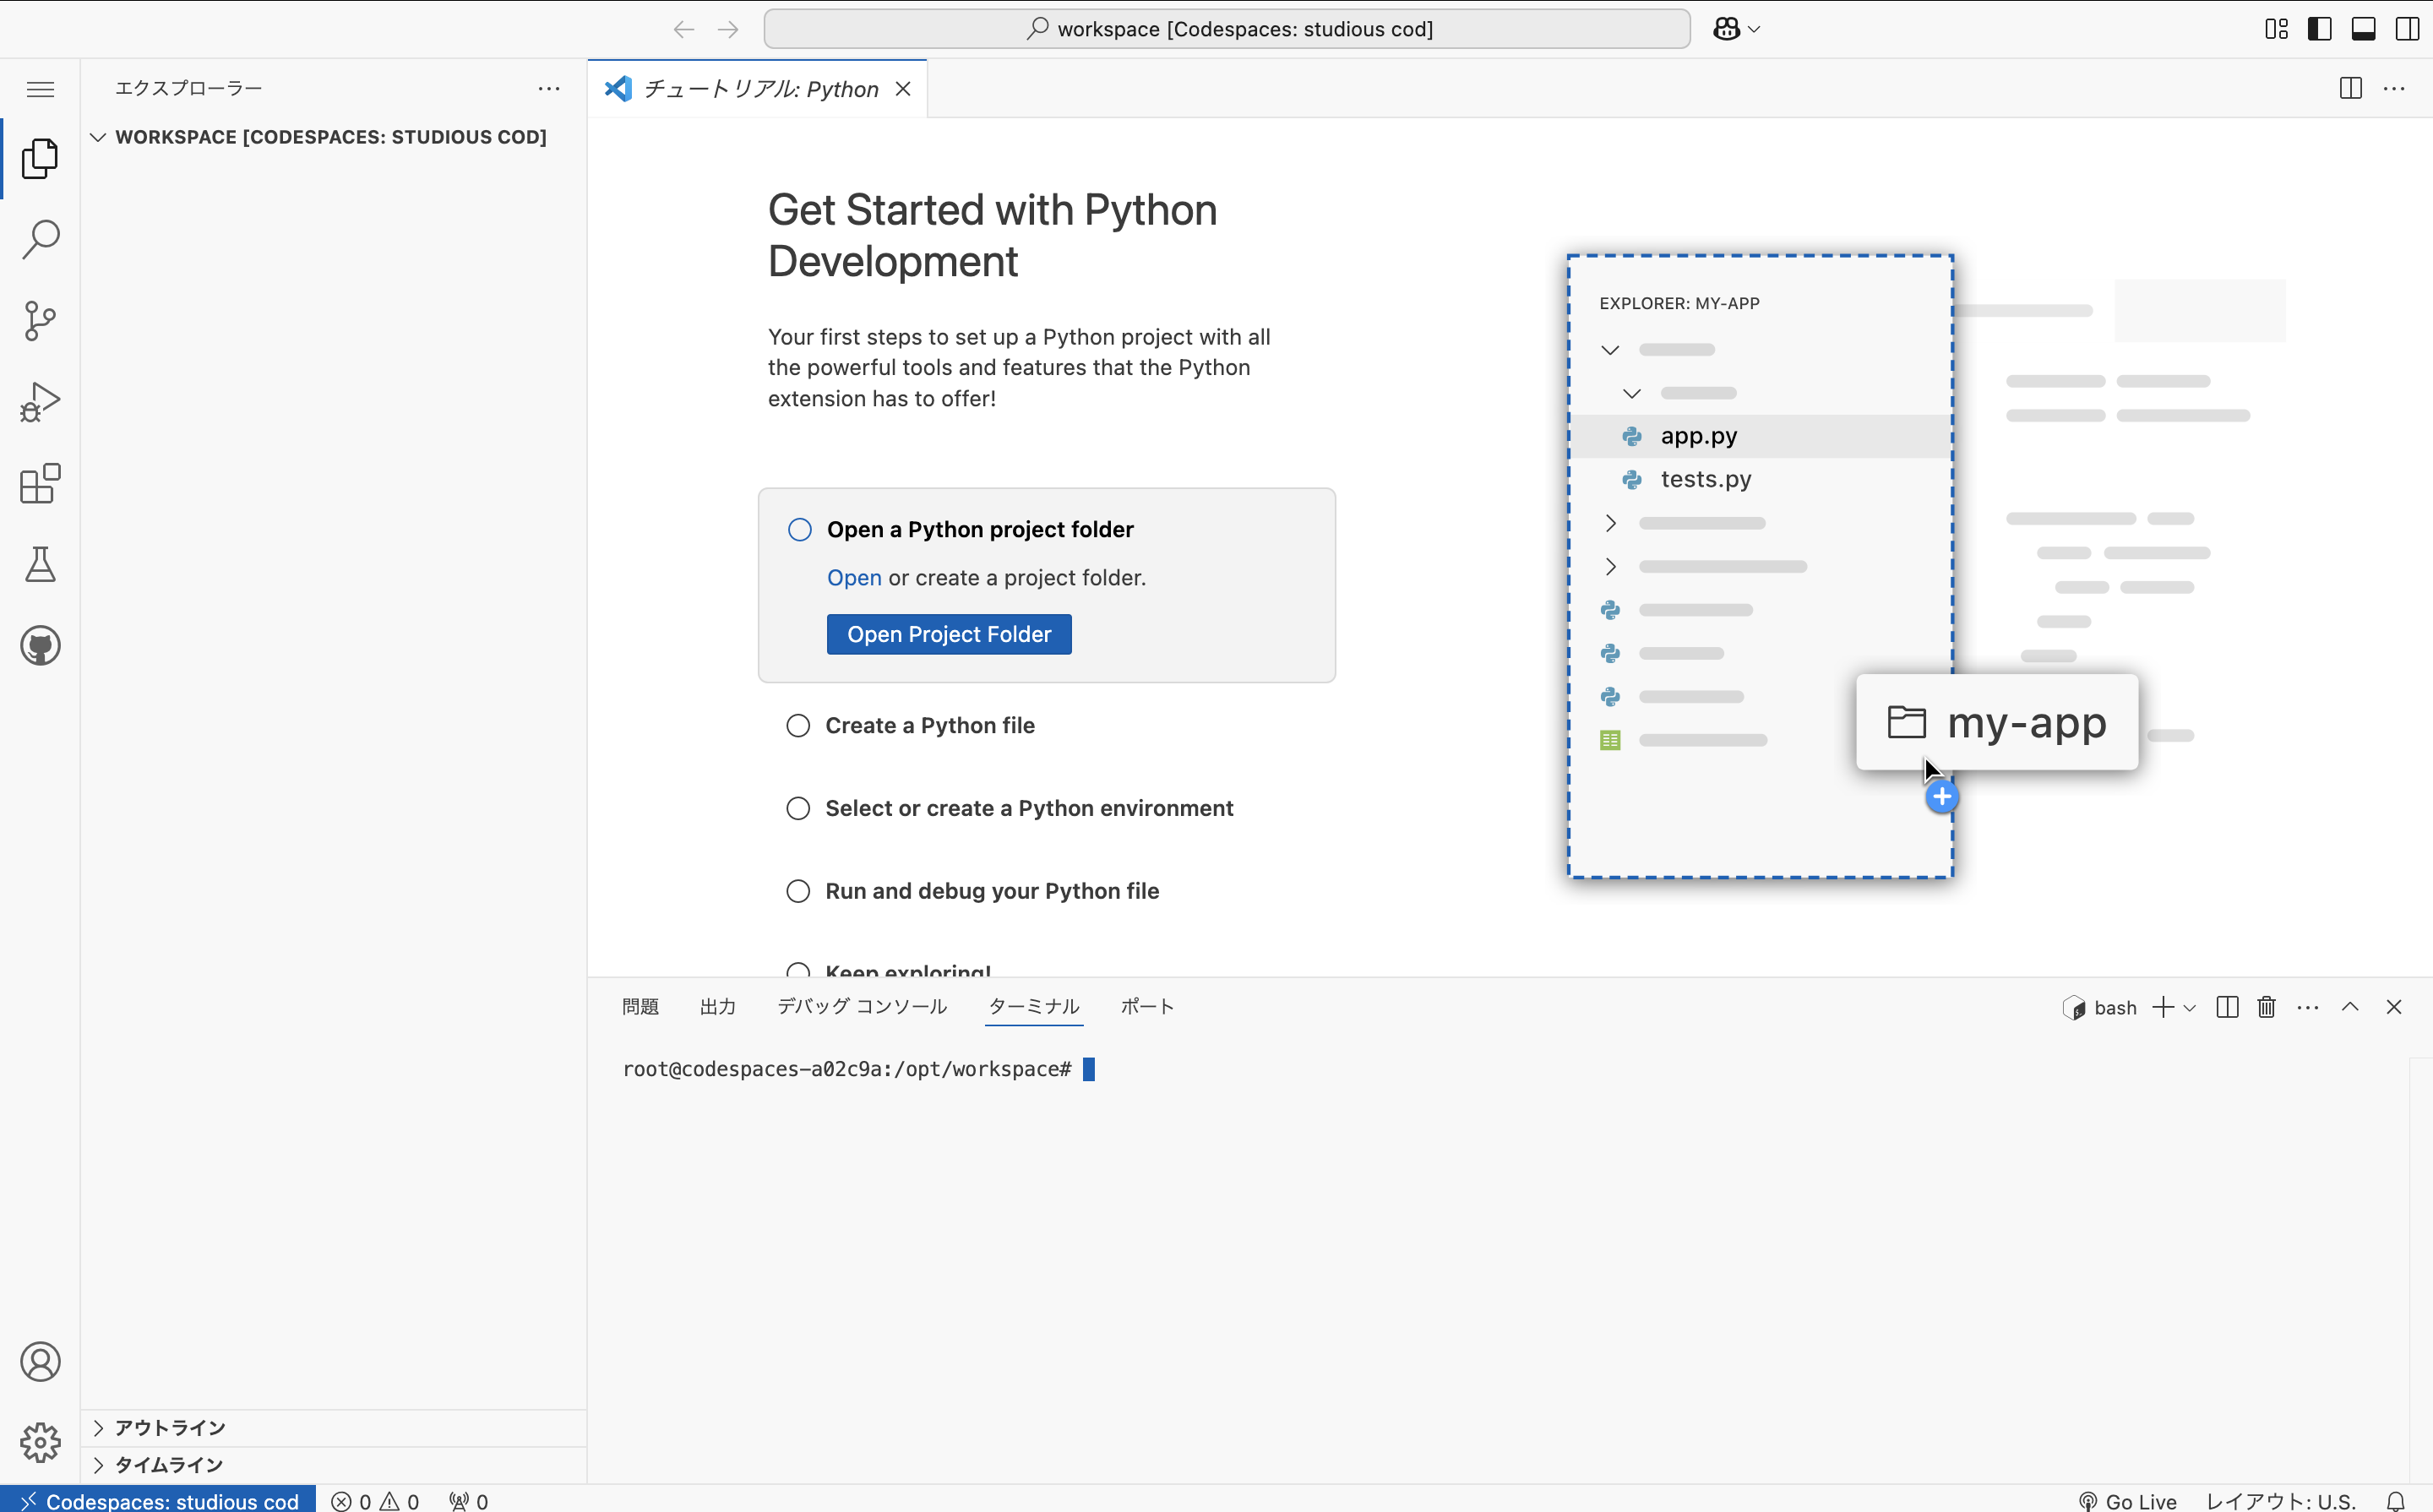 workspace [Codespaces: studious cod]
エクスプローラー
WORKSPACE [CODESPACES: STUDIOUS COD]
チュートリアル: Python
Get Started with Python
Development
Your first steps to set up a Python project with all
the powerful tools and features that the Python
extension has to offer!
Open a Python project folder
Open or create a project folder.
Open Project Folder
Create a Python file
Select or create a Python environment
Run and debug your Python file
Keep exploring!
EXPLORER: MY-APP
app.py
tests.py
my-app
問題
出力
デバッグ コンソール
ターミナル
ポート
bash
root@codespaces-a02c9a:/opt/workspace#
アウトライン
タイムライン
Codespaces: studious cod
0
0
0
Go Live
レイアウト: U.S.